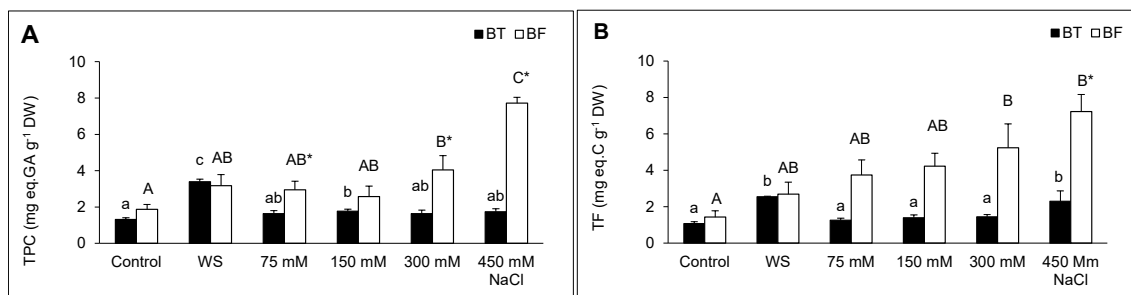 A
■BT □BF
TPC (mg eq.GA g⁻¹ DW)
10
8
6
4
2
0
a A
c AB
ab AB*
b AB
ab B*
ab C*
Control WS 75 mM 150 mM 300 mM 450 mM
NaCl
B
■BT □BF
TF (mg eq.C g⁻¹ DW)
10
8
6
4
2
0
a A
b AB
a AB
a AB
a B
b B*
Control WS 75 mM 150 mM 300 mM 450 Mm
NaCl